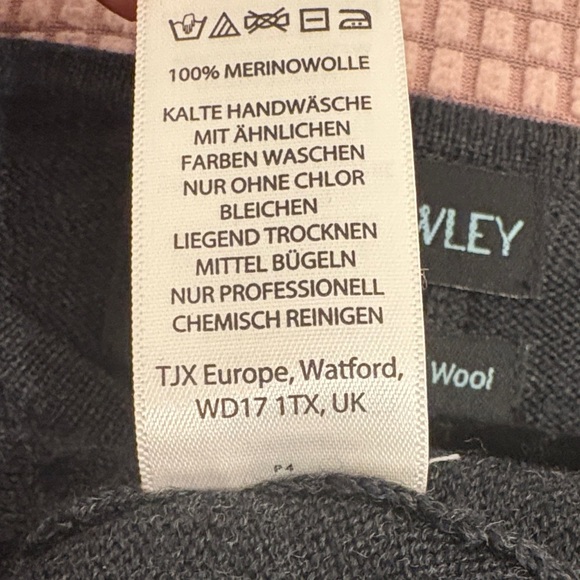 100% MERINOWOLLE
KALTE HANDWÄSCHE
MIT ÄHNLICHEN
FARBEN WASCHEN
NUR OHNE CHLOR
BLEICHEN
LIEGEND TROCKNEN
MITTEL BÜGELN
NUR PROFESSIONELL
CHEMISCH REINIGEN
TJX Europe, Watford,
WD17 1TX, UK
P4
WLEY
Wool